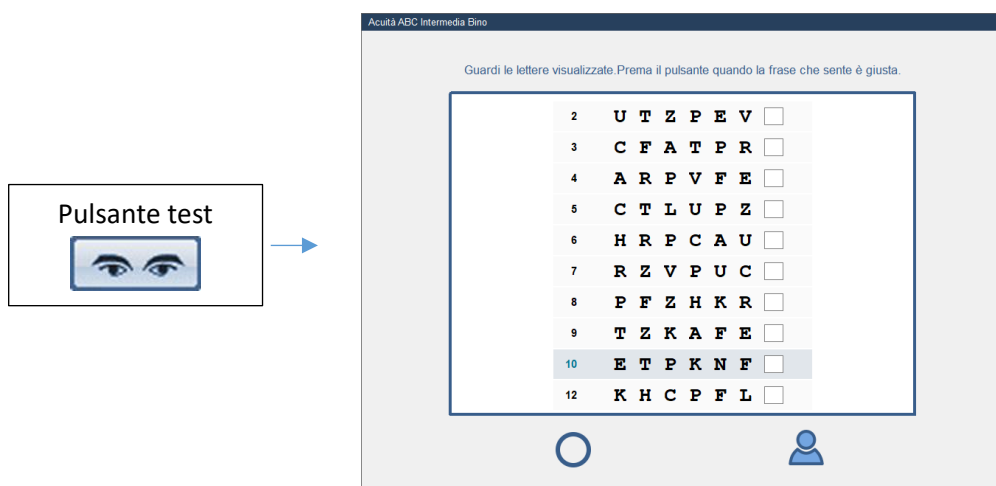 Acuità ABC Intermedia Bino
Guardi le lettere visualizzate.Prema il pulsante quando la frase che sente è giusta.
Pulsante test
2 U T Z P E V
3 C F A T P R
4 A R P V F E
5 C T L U P Z
6 H R P C A U
7 R Z V P U C
8 P F Z H K R
9 T Z K A F E
10 E T P K N F
12 K H C P F L